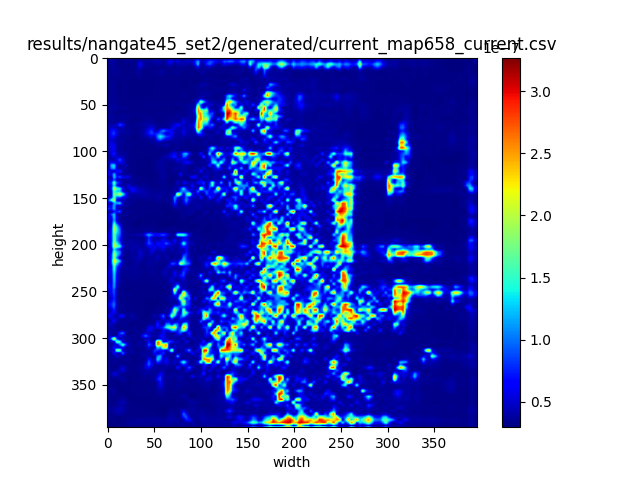 results/nangate45_set2/generated/current_map658_current.csv
1e−7
0
50
100
150
200
250
300
350
height
0 50 100 150 200 250 300 350
width
3.0
2.5
2.0
1.5
1.0
0.5